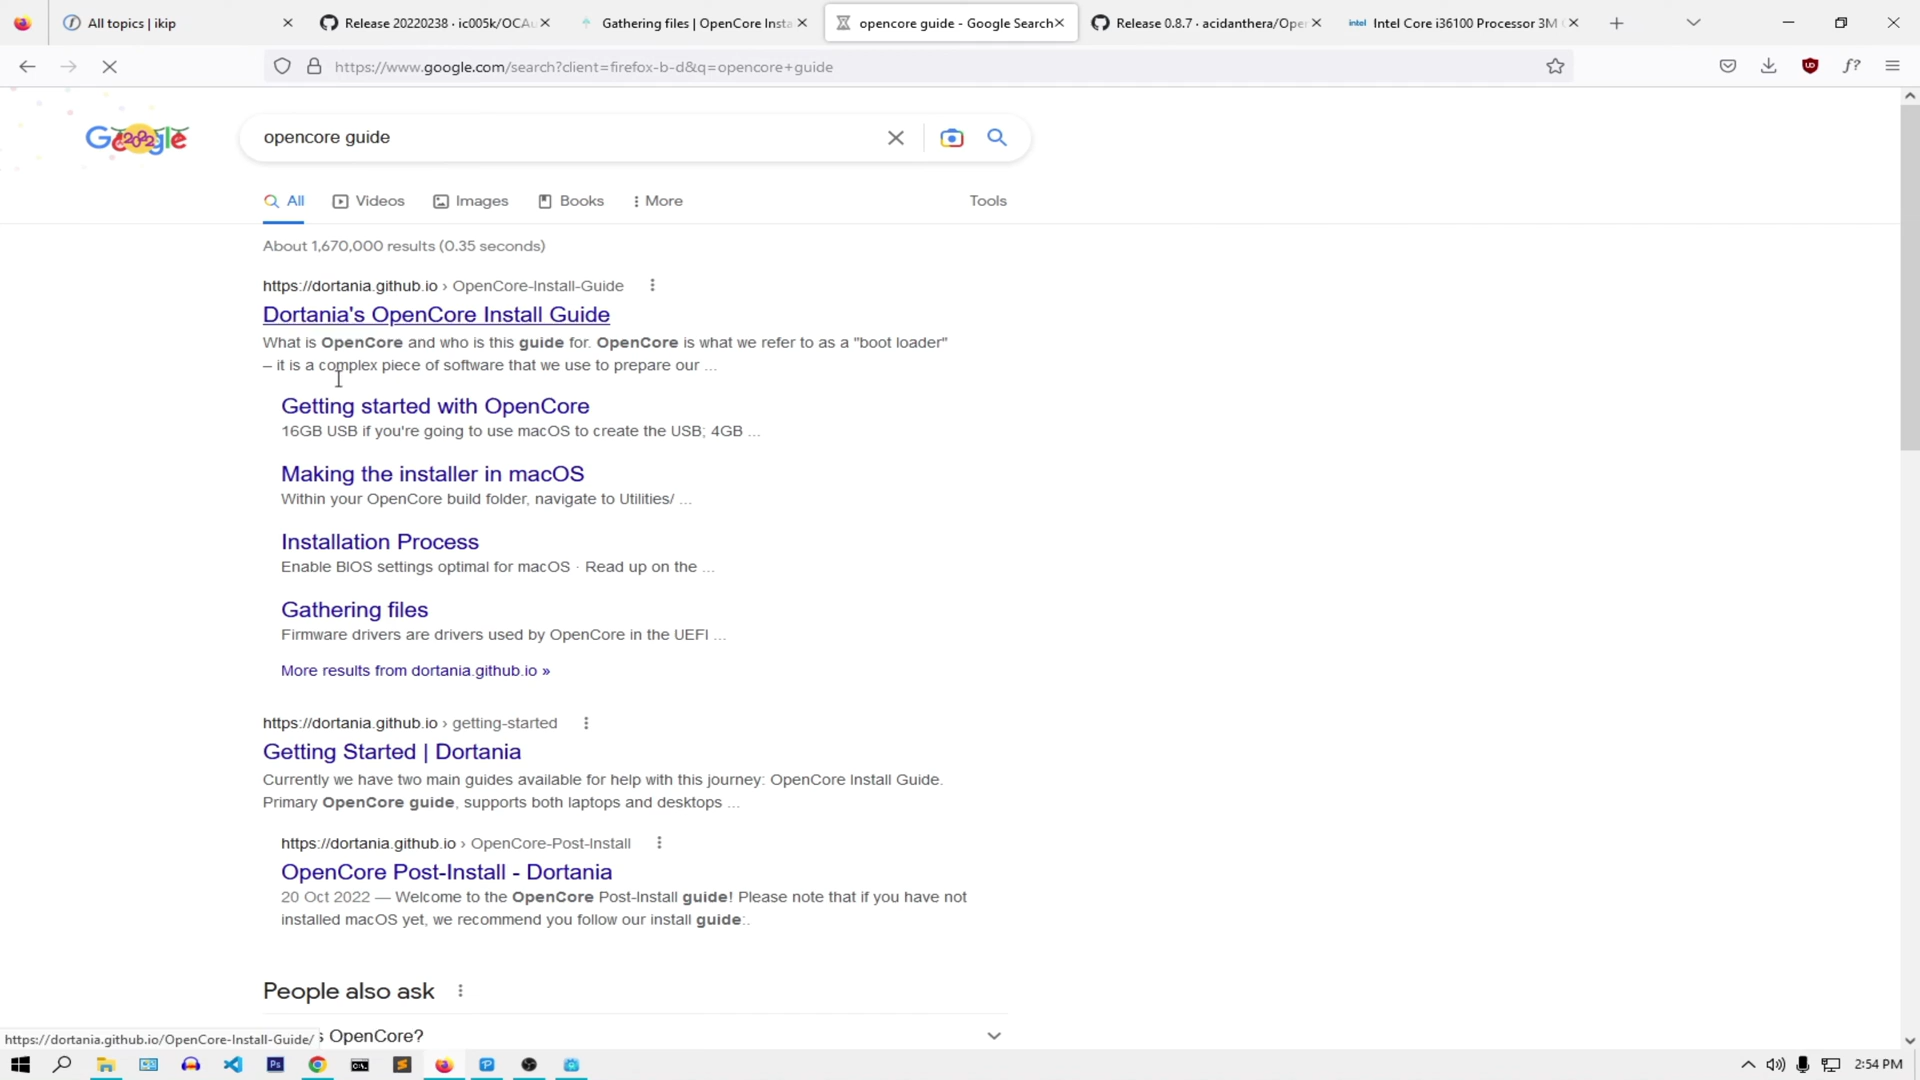 All topics | ikip
Release 20220238 · ic005k/OCAu
Gathering files | OpenCore Insta
opencore guide - Google Search
Release 0.8.7 · acidanthera/Oper
intel Intel Core i36100 Processor 3M
https://www.google.com/search?client=firefox-b-d&q=opencore+guide
f?
Google 2022
opencore guide
All
Videos
Images
Books
More
Tools
About 1,670,000 results (0.35 seconds)
https://dortania.github.io › OpenCore-Install-Guide
Dortania's OpenCore Install Guide
What is OpenCore and who is this guide for. OpenCore is what we refer to as a "boot loader"
– it is a complex piece of software that we use to prepare our ...
Getting started with OpenCore
16GB USB if you're going to use macOS to create the USB; 4GB ...
Making the installer in macOS
Within your OpenCore build folder, navigate to Utilities/ ...
Installation Process
Enable BIOS settings optimal for macOS · Read up on the ...
Gathering files
Firmware drivers are drivers used by OpenCore in the UEFI ...
More results from dortania.github.io »
https://dortania.github.io › getting-started
Getting Started | Dortania
Currently we have two main guides available for help with this journey: OpenCore Install Guide.
Primary OpenCore guide, supports both laptops and desktops ...
https://dortania.github.io › OpenCore-Post-Install
OpenCore Post-Install - Dortania
20 Oct 2022 — Welcome to the OpenCore Post-Install guide! Please note that if you have not
installed macOS yet, we recommend you follow our install guide:.
People also ask
s OpenCore?
https://dortania.github.io/OpenCore-Install-Guide/
Ps
2:54 PM